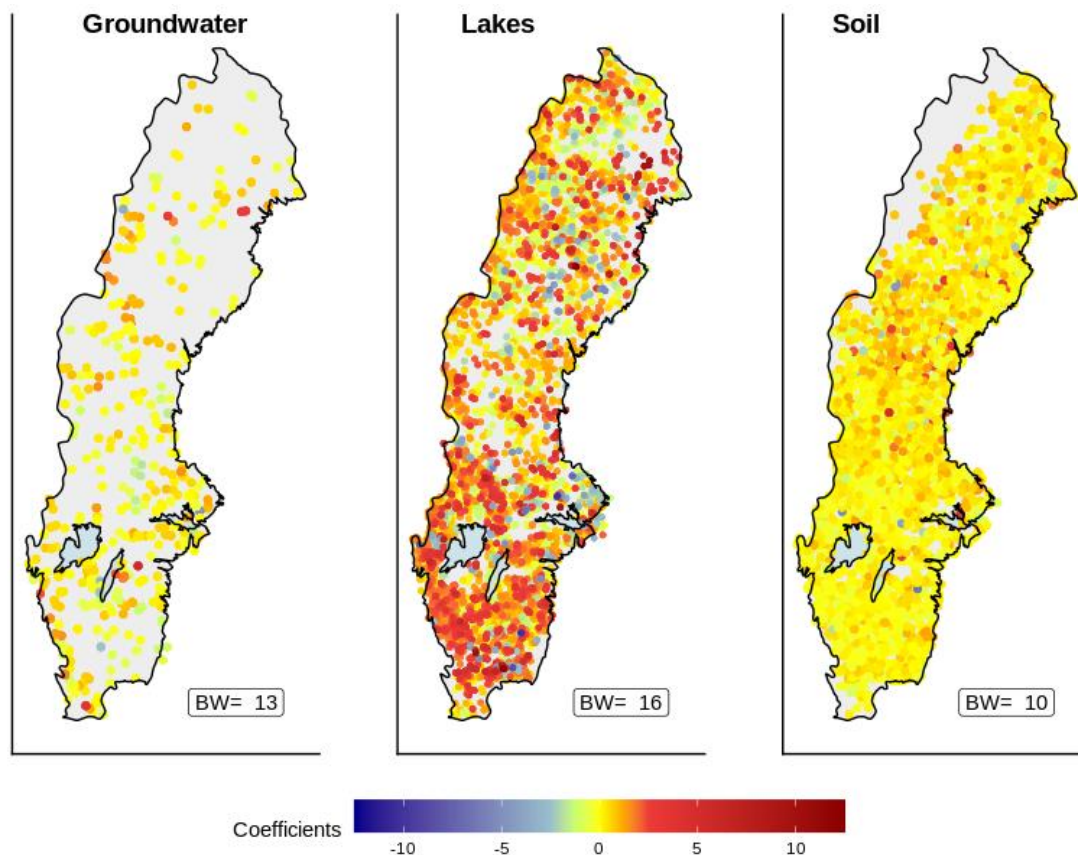 Groundwater
Lakes
Soil
BW= 13
BW= 16
BW= 10
Coefficients
-10
-5
0
5
10